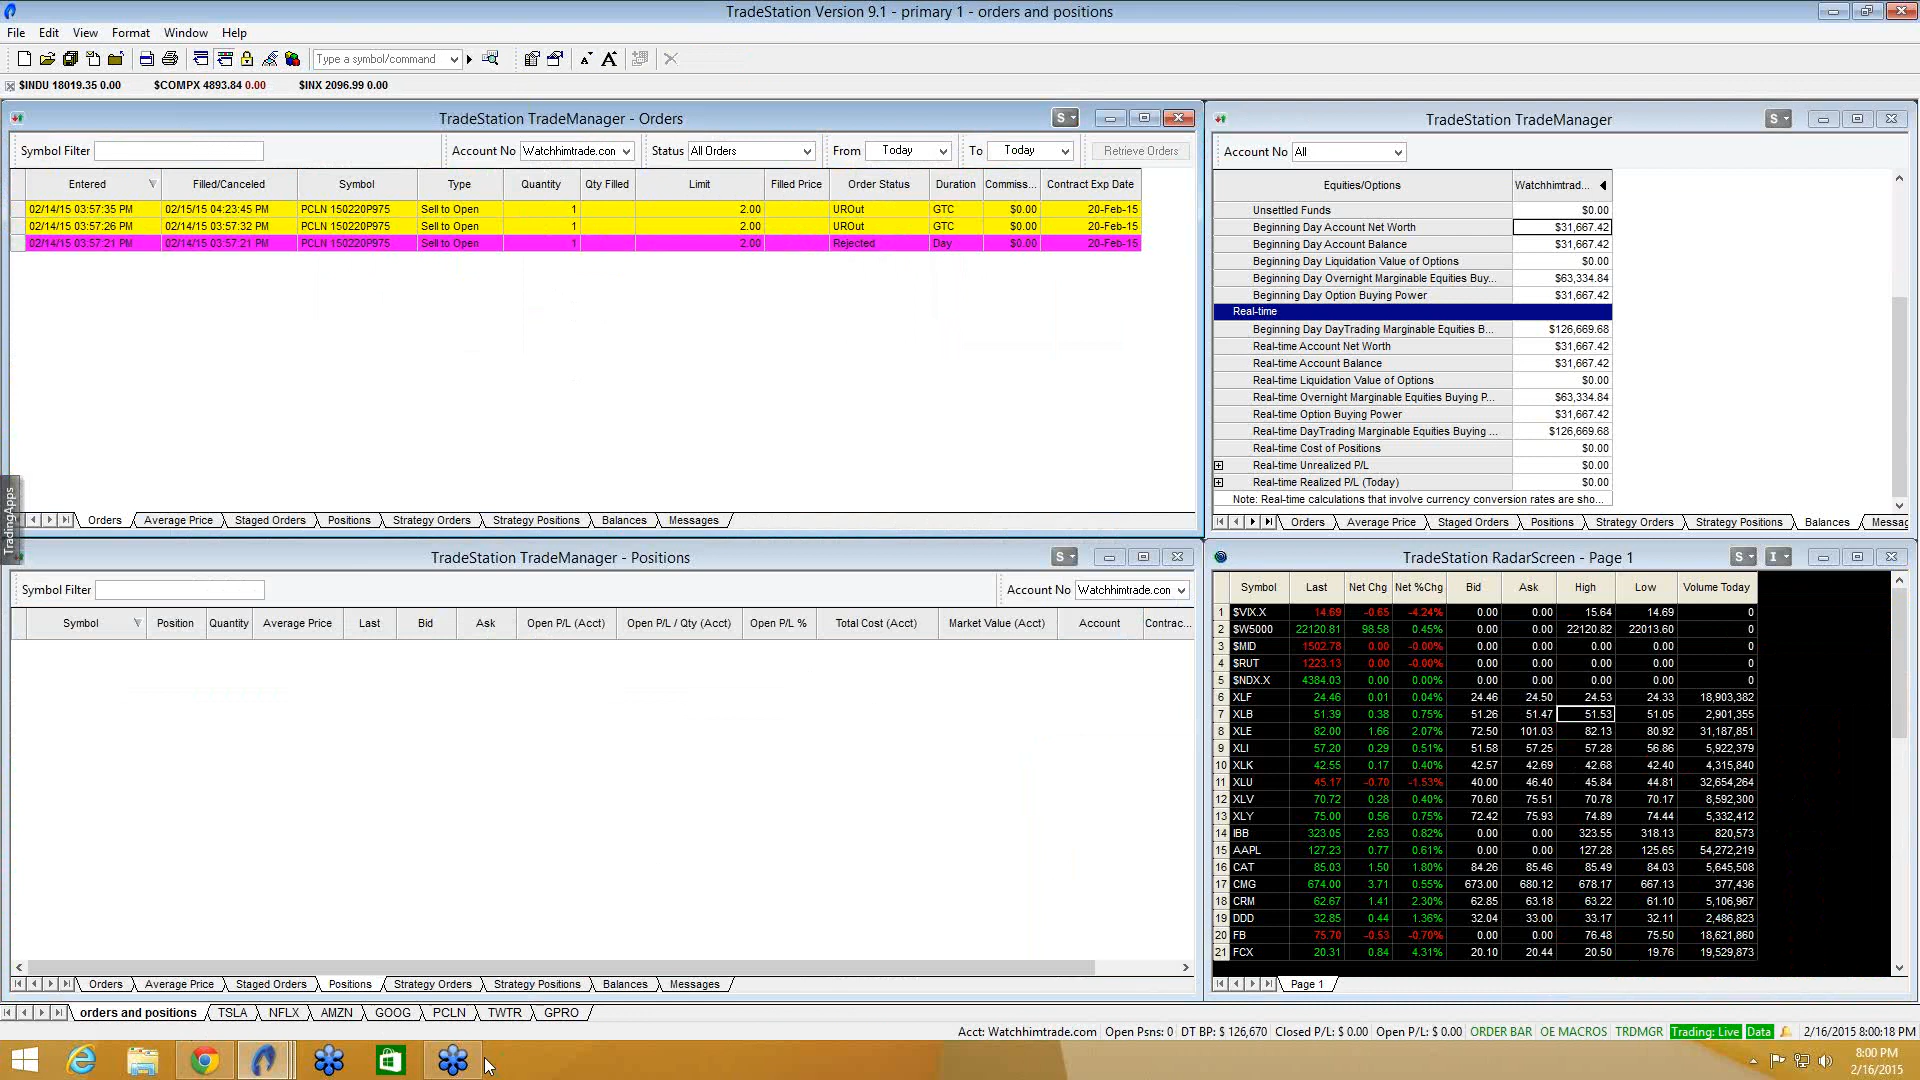 TradeStation Version 9.1 - primary 1 - orders and positions
File Edit View Format Window Help
Type a symbol/command
$INDU 18019.35 0.00 $COMPX 4893.84 0.00 $INX 2096.99 0.00
TradeStation TradeManager - Orders S
Symbol Filter Account No Watchhimtrade.con Status All Orders From Today To Today Retrieve Orders
Entered Filled/Canceled Symbol Type Quantity Qty Filled Limit Filled Price Order Status Duration Commiss... Contract Exp Date
02/14/15 03:57:35 PM 02/15/15 04:23:45 PM PCLN 150220P975 Sell to Open 1 2.00 UROut GTC $0.00 20-Feb-15
02/14/15 03:57:26 PM 02/14/15 03:57:32 PM PCLN 150220P975 Sell to Open 1 2.00 UROut GTC $0.00 20-Feb-15
02/14/15 03:57:21 PM 02/14/15 03:57:21 PM PCLN 150220P975 Sell to Open 1 2.00 Rejected Day $0.00 20-Feb-15
TradingApps
Orders Average Price Staged Orders Positions Strategy Orders Strategy Positions Balances Messages
TradeStation TradeManager S
Account No All
Equities/Options Watchhimtrad...
Unsettled Funds $0.00
Beginning Day Account Net Worth $31,667.42
Beginning Day Account Balance $31,667.42
Beginning Day Liquidation Value of Options $0.00
Beginning Day Overnight Marginable Equities Buy... $63,334.84
Beginning Day Option Buying Power $31,667.42
Real-time
Beginning Day DayTrading Marginable Equities B... $126,669.68
Real-time Account Net Worth $31,667.42
Real-time Account Balance $31,667.42
Real-time Liquidation Value of Options $0.00
Real-time Overnight Marginable Equities Buying P... $63,334.84
Real-time Option Buying Power $31,667.42
Real-time DayTrading Marginable Equities Buying ... $126,669.68
Real-time Cost of Positions $0.00
Real-time Unrealized P/L $0.00
Real-time Realized P/L (Today) $0.00
Note: Real-time calculations that involve currency conversion rates are sho...
Orders Average Price Staged Orders Positions Strategy Orders Strategy Positions Balances Messag
TradeStation TradeManager - Positions S
Symbol Filter Account No Watchhimtrade.con
Symbol Position Quantity Average Price Last Bid Ask Open P/L (Acct) Open P/L / Qty (Acct) Open P/L % Total Cost (Acct) Market Value (Acct) Account Contrac...
Orders Average Price Staged Orders Positions Strategy Orders Strategy Positions Balances Messages
TradeStation RadarScreen - Page 1 S I
Symbol Last Net Chg Net %Chg Bid Ask High Low Volume Today
1 $VIX.X 14.69 -0.65 -4.24% 0.00 0.00 15.64 14.69 0
2 $W5000 22120.81 98.58 0.45% 0.00 0.00 22120.82 22013.60 0
3 $MID 1502.78 0.00 -0.00% 0.00 0.00 0.00 0.00 0
4 $RUT 1223.13 0.00 -0.00% 0.00 0.00 0.00 0.00 0
5 $NDX.X 4384.03 0.00 0.00% 0.00 0.00 0.00 0.00 0
6 XLF 24.46 0.01 0.04% 24.46 24.50 24.53 24.33 18,903,382
7 XLB 51.39 0.38 0.75% 51.26 51.47 51.53 51.05 2,901,355
8 XLE 82.00 1.66 2.07% 72.50 101.03 82.13 80.92 31,187,851
9 XLI 57.20 0.29 0.51% 51.58 57.25 57.28 56.86 5,922,379
10 XLK 42.55 0.17 0.40% 42.57 42.69 42.68 42.40 4,315,840
11 XLU 45.17 -0.70 -1.53% 40.00 46.40 45.84 44.81 32,654,264
12 XLV 70.72 0.28 0.40% 70.60 75.51 70.78 70.17 8,592,300
13 XLY 75.00 0.56 0.75% 72.42 75.93 74.89 74.44 5,332,412
14 IBB 323.05 2.63 0.82% 0.00 0.00 323.55 318.13 820,573
15 AAPL 127.23 0.77 0.61% 0.00 0.00 127.28 125.65 54,272,219
16 CAT 85.03 1.50 1.80% 84.26 85.46 85.49 84.03 5,645,508
17 CMG 674.00 3.71 0.55% 673.00 680.12 678.17 667.13 377,436
18 CRM 62.67 1.41 2.30% 62.85 63.18 63.22 61.10 5,106,967
19 DDD 32.85 0.44 1.36% 32.04 33.00 33.17 32.11 2,486,823
20 FB 75.70 -0.53 -0.70% 0.00 0.00 76.48 75.50 18,621,860
21 FCX 20.31 0.84 4.31% 20.10 20.44 20.50 19.76 19,529,873
Page 1
orders and positions TSLA NFLX AMZN GOOG PCLN TWTR GPRO
Acct: Watchhimtrade.com Open Psns: 0 DT BP: $ 126,670 Closed P/L: $ 0.00 Open P/L: $ 0.00 ORDER BAR OE MACROS TRDMGR Trading: Live Data 2/16/2015 8:00:18 PM
8:00 PM
2/16/2015